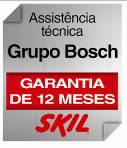 Assistência
técnica
Grupo Bosch
GARANTIA
DE 12 MESES
SKIL